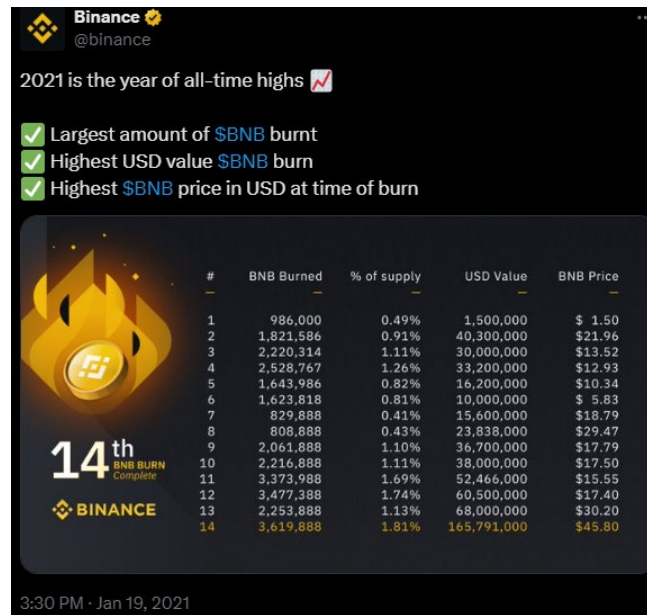 Binance
@binance
2021 is the year of all-time highs 📈
✅ Largest amount of $BNB burnt
✅ Highest USD value $BNB burn
✅ Highest $BNB price in USD at time of burn
# BNB Burned % of supply USD Value BNB Price
1 986,000 0.49% 1,500,000 $ 1.50
2 1,821,586 0.91% 40,300,000 $21.96
3 2,220,314 1.11% 30,000,000 $13.52
4 2,528,767 1.26% 33,200,000 $12.93
5 1,643,986 0.82% 16,200,000 $10.34
6 1,623,818 0.81% 10,000,000 $ 5.83
7 829,888 0.41% 15,600,000 $18.79
8 808,888 0.43% 23,838,000 $29.47
9 2,061,888 1.10% 36,700,000 $17.79
10 2,216,888 1.11% 38,000,000 $17.50
11 3,373,988 1.69% 52,466,000 $15.55
12 3,477,388 1.74% 60,500,000 $17.40
13 2,253,888 1.13% 68,000,000 $30.20
14 3,619,888 1.81% 165,791,000 $45.80
14th
BNB BURN
Complete
BINANCE
3:30 PM · Jan 19, 2021